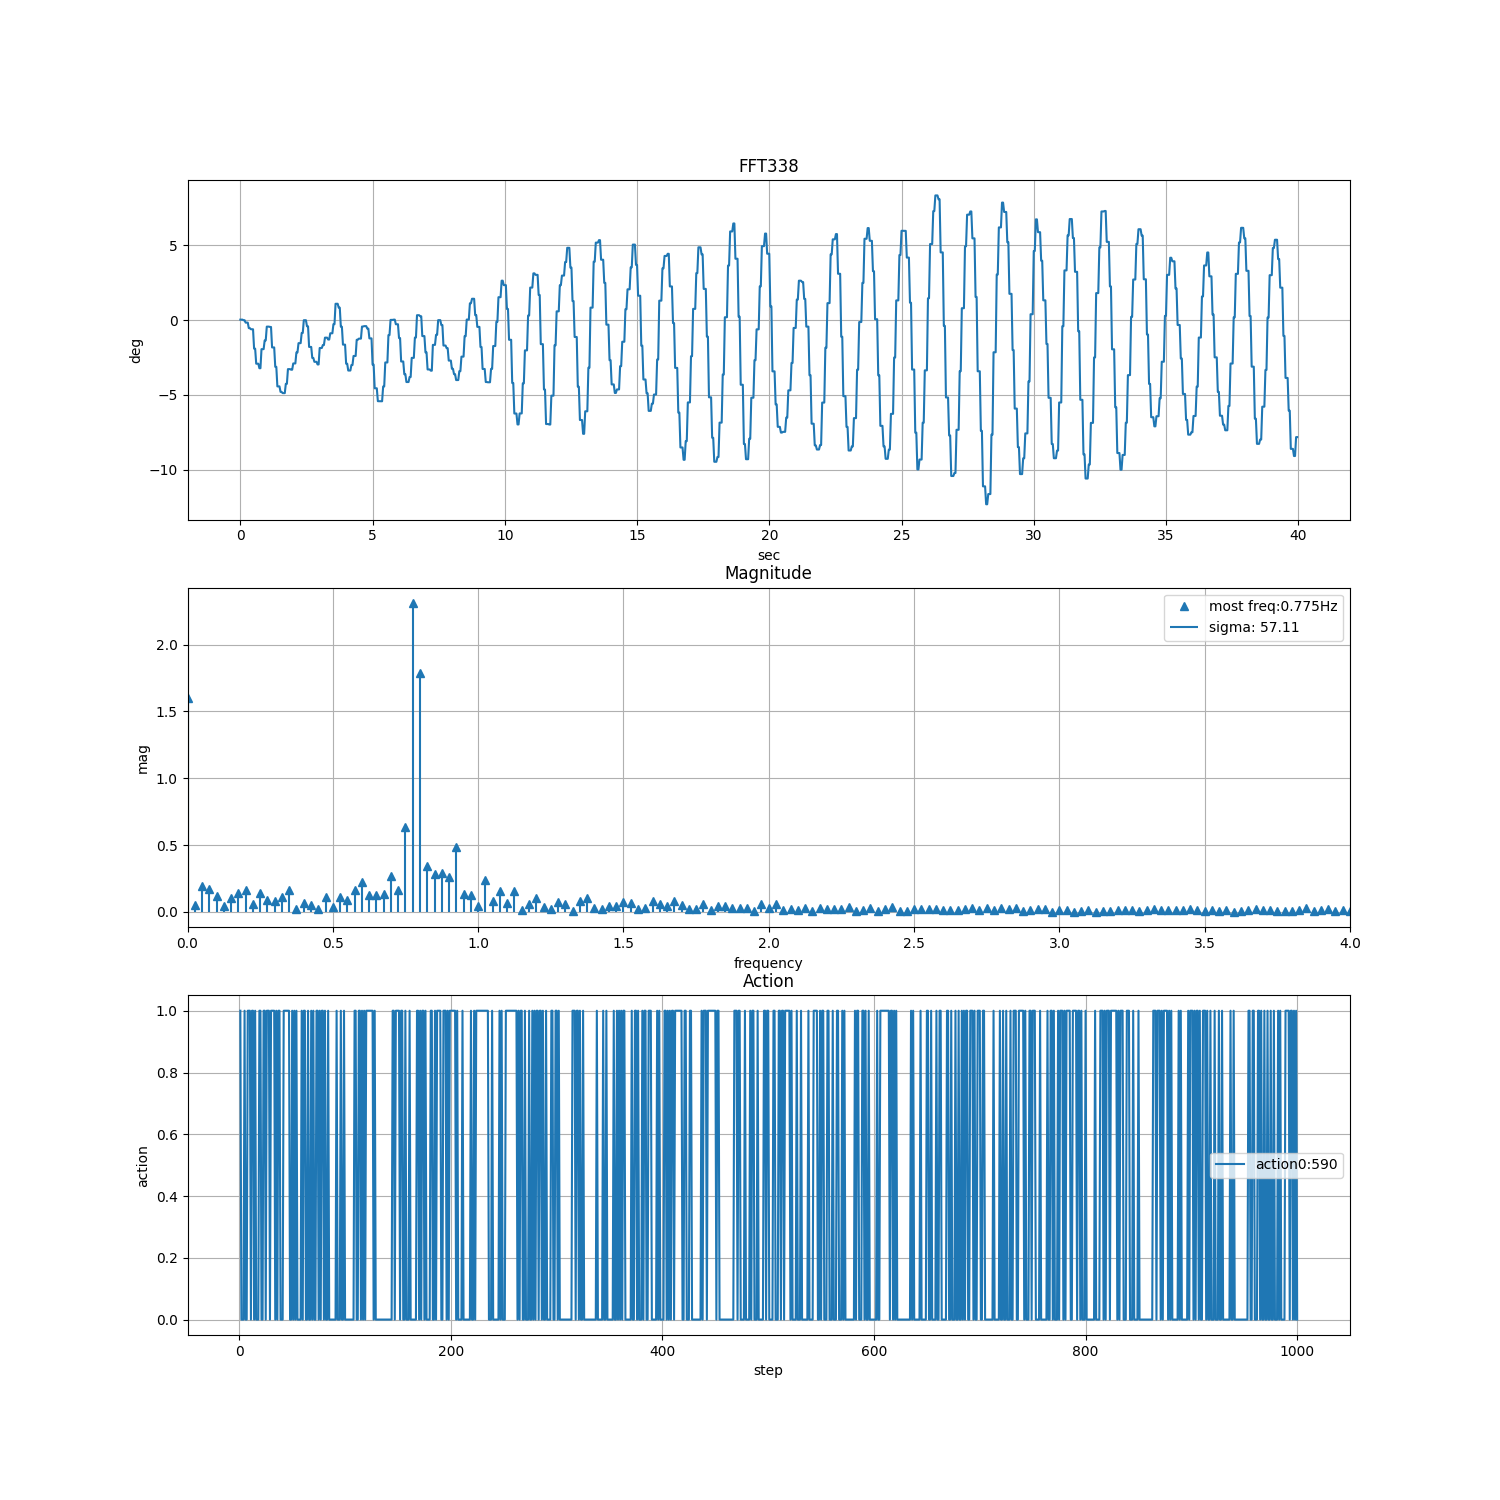 FFT338
5
0
−5
−10
deg
0 5 10 15 20 25 30 35 40
sec
Magnitude
most freq:0.775Hz
sigma: 57.11
2.0
1.5
1.0
0.5
0.0
mag
0.0 0.5 1.0 1.5 2.0 2.5 3.0 3.5 4.0
frequency
Action
1.0
0.8
0.6
0.4
0.2
0.0
action
action0:590
0 200 400 600 800 1000
step